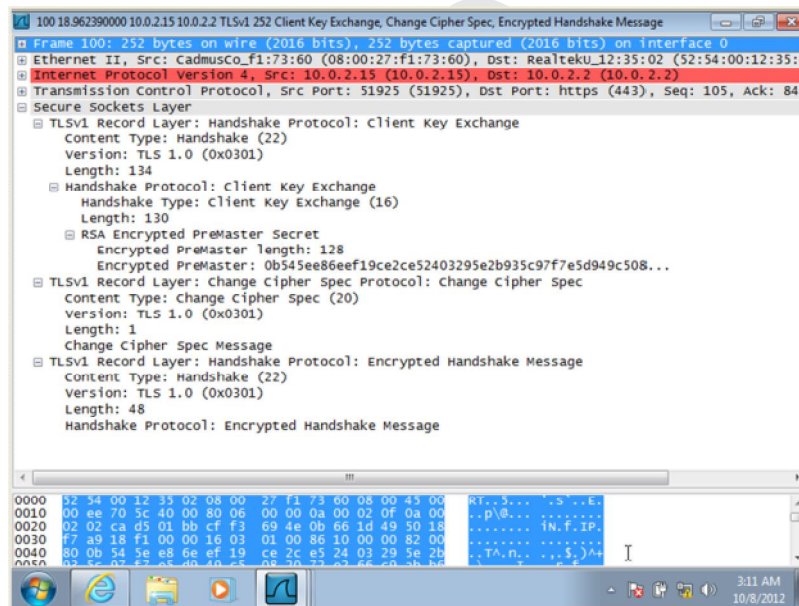 100 18.962390000 10.0.2.15 10.0.2.2 TLSv1 252 Client Key Exchange, Change Cipher Spec, Encrypted Handshake Message
Frame 100: 252 bytes on wire (2016 bits), 252 bytes captured (2016 bits) on interface 0
Ethernet II, Src: CadmusCo_f1:73:60 (08:00:27:f1:73:60), Dst: RealtekU_12:35:02 (52:54:00:12:35:
Internet Protocol Version 4, Src: 10.0.2.15 (10.0.2.15), Dst: 10.0.2.2 (10.0.2.2)
Transmission Control Protocol, Src Port: 51925 (51925), Dst Port: https (443), Seq: 105, Ack: 84
Secure Sockets Layer
TLSv1 Record Layer: Handshake Protocol: Client Key Exchange
Content Type: Handshake (22)
Version: TLS 1.0 (0x0301)
Length: 134
Handshake Protocol: Client Key Exchange
Handshake Type: Client Key Exchange (16)
Length: 130
RSA Encrypted PreMaster Secret
Encrypted PreMaster length: 128
Encrypted PreMaster: 0b545ee86eef19ce2ce52403295e2b935c97f7e5d949c508...
TLSv1 Record Layer: Change Cipher Spec Protocol: Change Cipher Spec
Content Type: Change Cipher Spec (20)
Version: TLS 1.0 (0x0301)
Length: 1
Change Cipher Spec Message
TLSv1 Record Layer: Handshake Protocol: Encrypted Handshake Message
Content Type: Handshake (22)
Version: TLS 1.0 (0x0301)
Length: 48
Handshake Protocol: Encrypted Handshake Message
0000 52 54 00 12 35 02 08 00 27 f1 73 60 08 00 45 00 RT..5... '.s`..E.
0010 00 ee 70 5c 40 00 80 06 00 00 0a 00 02 0f 0a 00 ..p\@... ........
0020 02 02 ca d5 01 bb cf f3 69 4e 0b 66 1d 49 50 18 ........ iN.f.IP.
0030 f7 a9 18 f1 00 00 16 03 01 00 86 10 00 00 82 00 ........ ........
0040 80 0b 54 5e e8 6e ef 19 ce 2c e5 24 03 29 5e 2b ..T^.n.. .,.$.)^+
0050
3:11 AM
10/8/2012